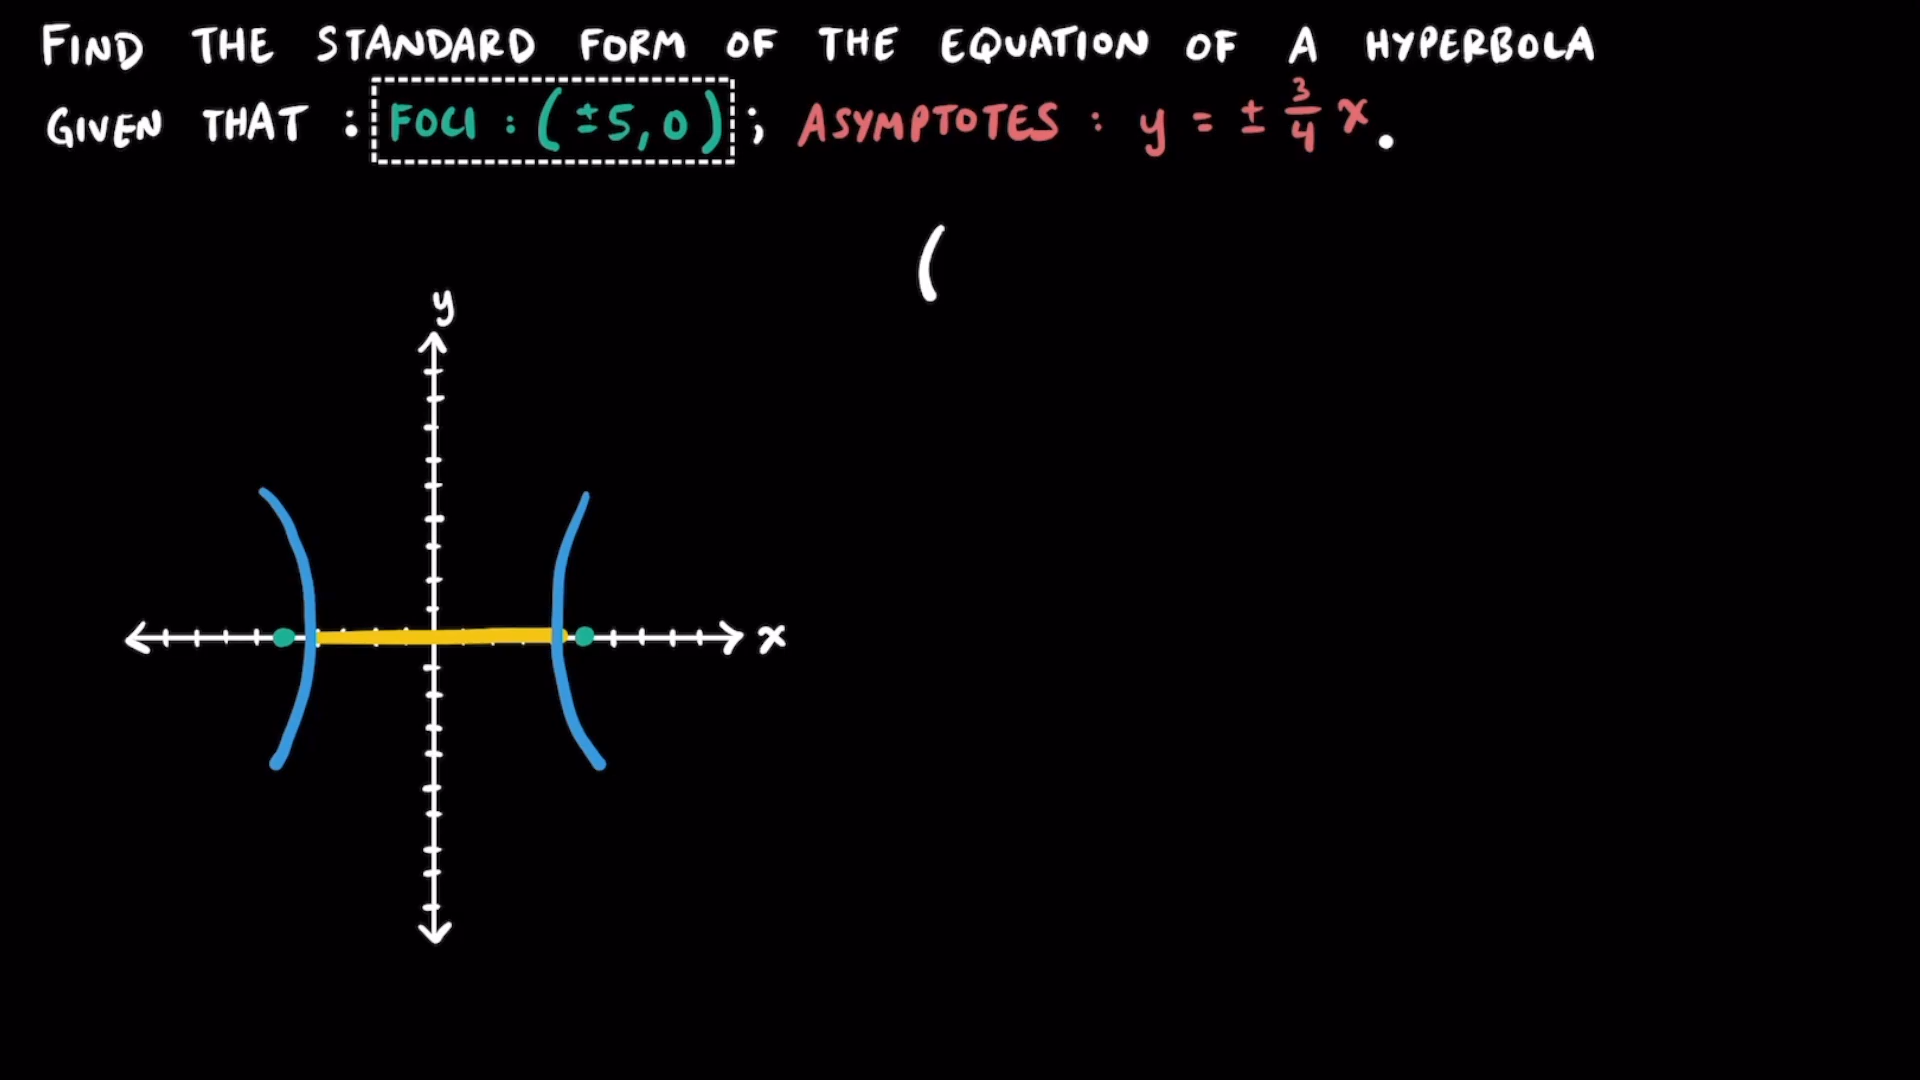 FIND THE STANDARD FORM OF THE EQUATION OF A HYPERBOLA
GIVEN THAT : FOCI : (±5,0) ; ASYMPTOTES : y = ± 3/4 x.
(
y
x